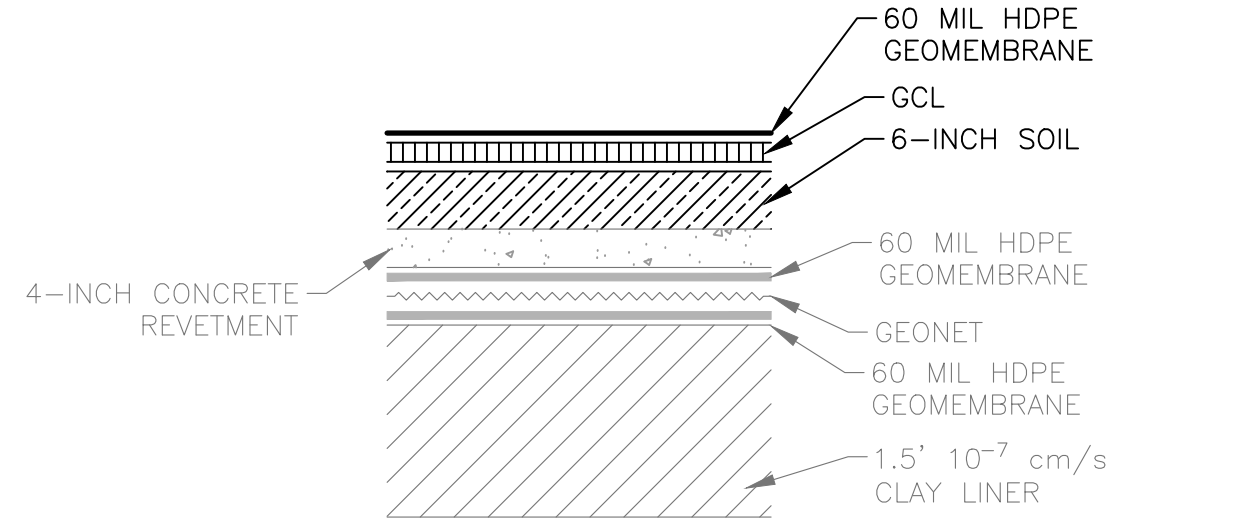 60 MIL HDPE
GEOMEMBRANE
GCL
6-INCH SOIL
60 MIL HDPE
GEOMEMBRANE
4-INCH CONCRETE
REVETMENT
GEONET
60 MIL HDPE
GEOMEMBRANE
1.5' 10⁻⁷ cm/s
CLAY LINER